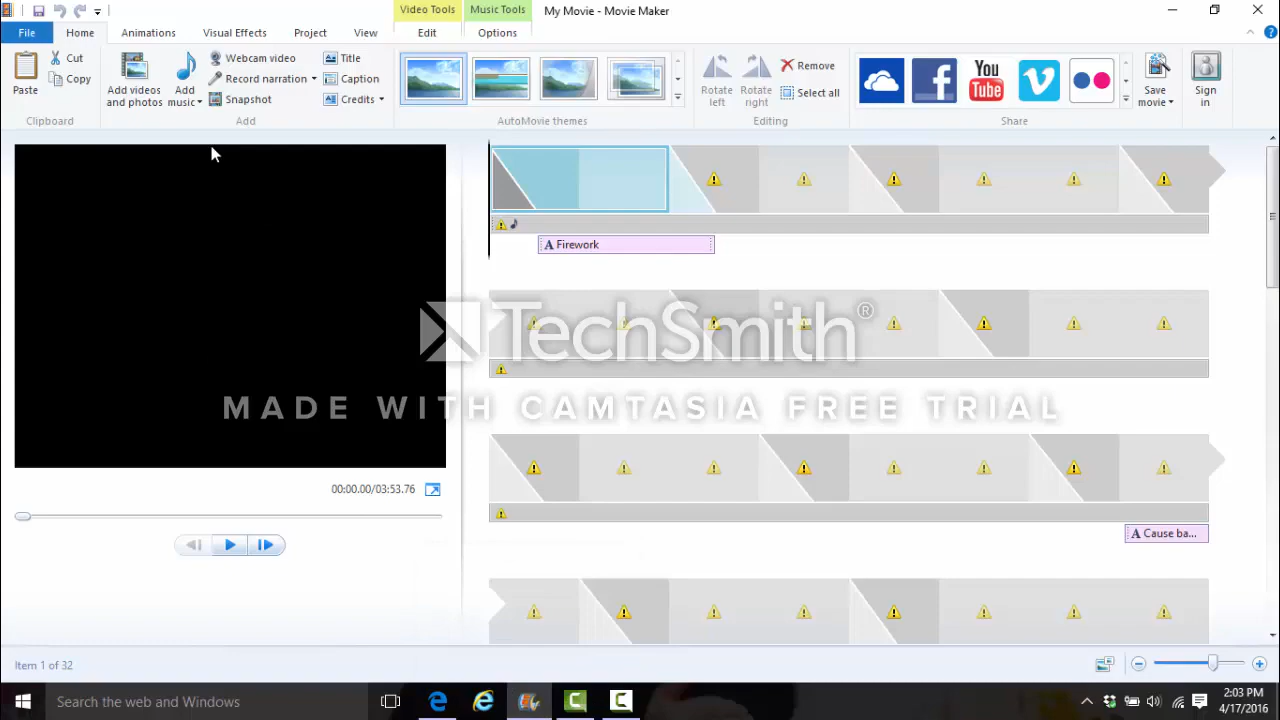 Video Tools
Music Tools
My Movie - Movie Maker
File
Home
Animations
Visual Effects
Project
View
Edit
Options
Paste
Cut
Copy
Clipboard
Add videos
and photos
Add
music
Webcam video
Record narration
Snapshot
Title
Caption
Credits
Add
AutoMovie themes
Rotate
left
Rotate
right
Remove
Select all
Editing
You
Tube
Share
Save
movie
Sign
in
A Firework
TechSmith®
MADE WITH CAMTASIA FREE TRIAL
00:00.00/03:53.76
A Cause ba...
Item 1 of 32
Search the web and Windows
2:03 PM
4/17/2016